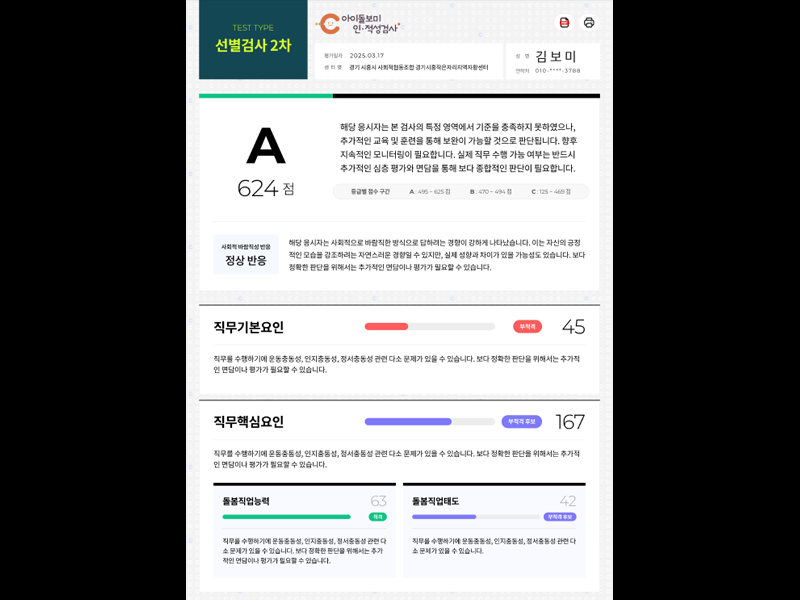 TEST TYPE
선별검사 2차
아이돌보미
인·적성검사
평가일자 2025.03.17
센터명 경기 시흥시 사회적협동조합 경기시흥작은자리지역자활센터
성 명 김보미
연락처 010-****-3788
A
624 점
해당 응시자는 본 검사의 특정 영역에서 기준을 충족하지 못하였으나,
추가적인 교육 및 훈련을 통해 보완이 가능할 것으로 판단됩니다. 향후
지속적인 모니터링이 필요합니다. 실제 직무 수행 가능 여부는 반드시
추가적인 심층 평가와 면담을 통해 보다 종합적인 판단이 필요합니다.
등급별 점수 구간 A : 495 ~ 625 점 B : 470 ~ 494 점 C : 125 ~ 469 점
사회적 바람직성 반응
정상 반응
해당 응시자는 사회적으로 바람직한 방식으로 답하려는 경향이 강하게 나타났습니다. 이는 자신의 긍정
적인 모습을 강조하려는 자연스러운 경향일 수 있지만, 실제 성향과 차이가 있을 가능성도 있습니다. 보다
정확한 판단을 위해서는 추가적인 면담이나 평가가 필요할 수 있습니다.
직무기본요인 부적격 45
직무를 수행하기에 운동충동성, 인지충동성, 정서충동성 관련 다소 문제가 있을 수 있습니다. 보다 정확한 판단을 위해서는 추가적
인 면담이나 평가가 필요할 수 있습니다.
직무핵심요인 부적격 후보 167
직무를 수행하기에 운동충동성, 인지충동성, 정서충동성 관련 다소 문제가 있을 수 있습니다. 보다 정확한 판단을 위해서는 추가적
인 면담이나 평가가 필요할 수 있습니다.
돌봄직업능력 63
적격
직무를 수행하기에 운동충동성, 인지충동성, 정서충동성 관련 다
소 문제가 있을 수 있습니다. 보다 정확한 판단을 위해서는 추가
적인 면담이나 평가가 필요할 수 있습니다.
돌봄직업태도 42
부적격 후보
직무를 수행하기에 운동충동성, 인지충동성, 정서충동성 관련 다
소 문제가 있을 수 있습니다.